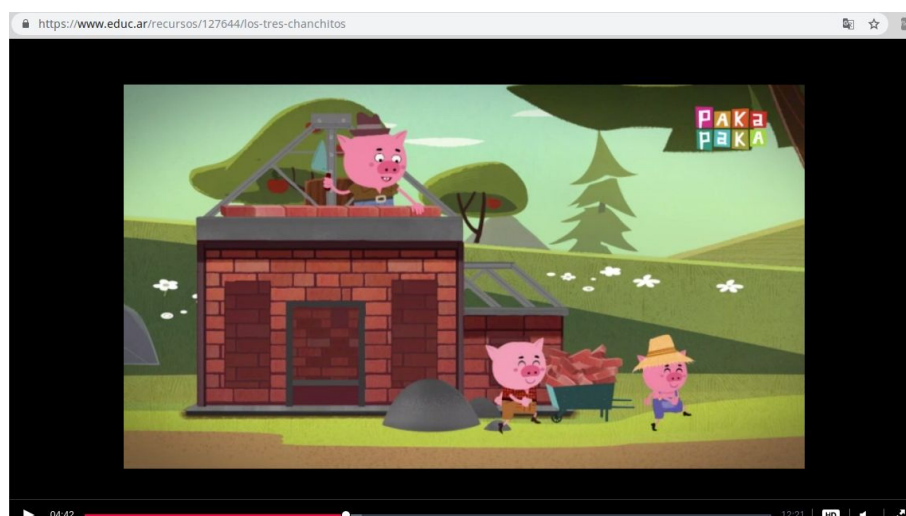 https://www.educ.ar/recursos/127644/los-tres-chanchitos
PAKa
PaKA
04:42
12:21
HD